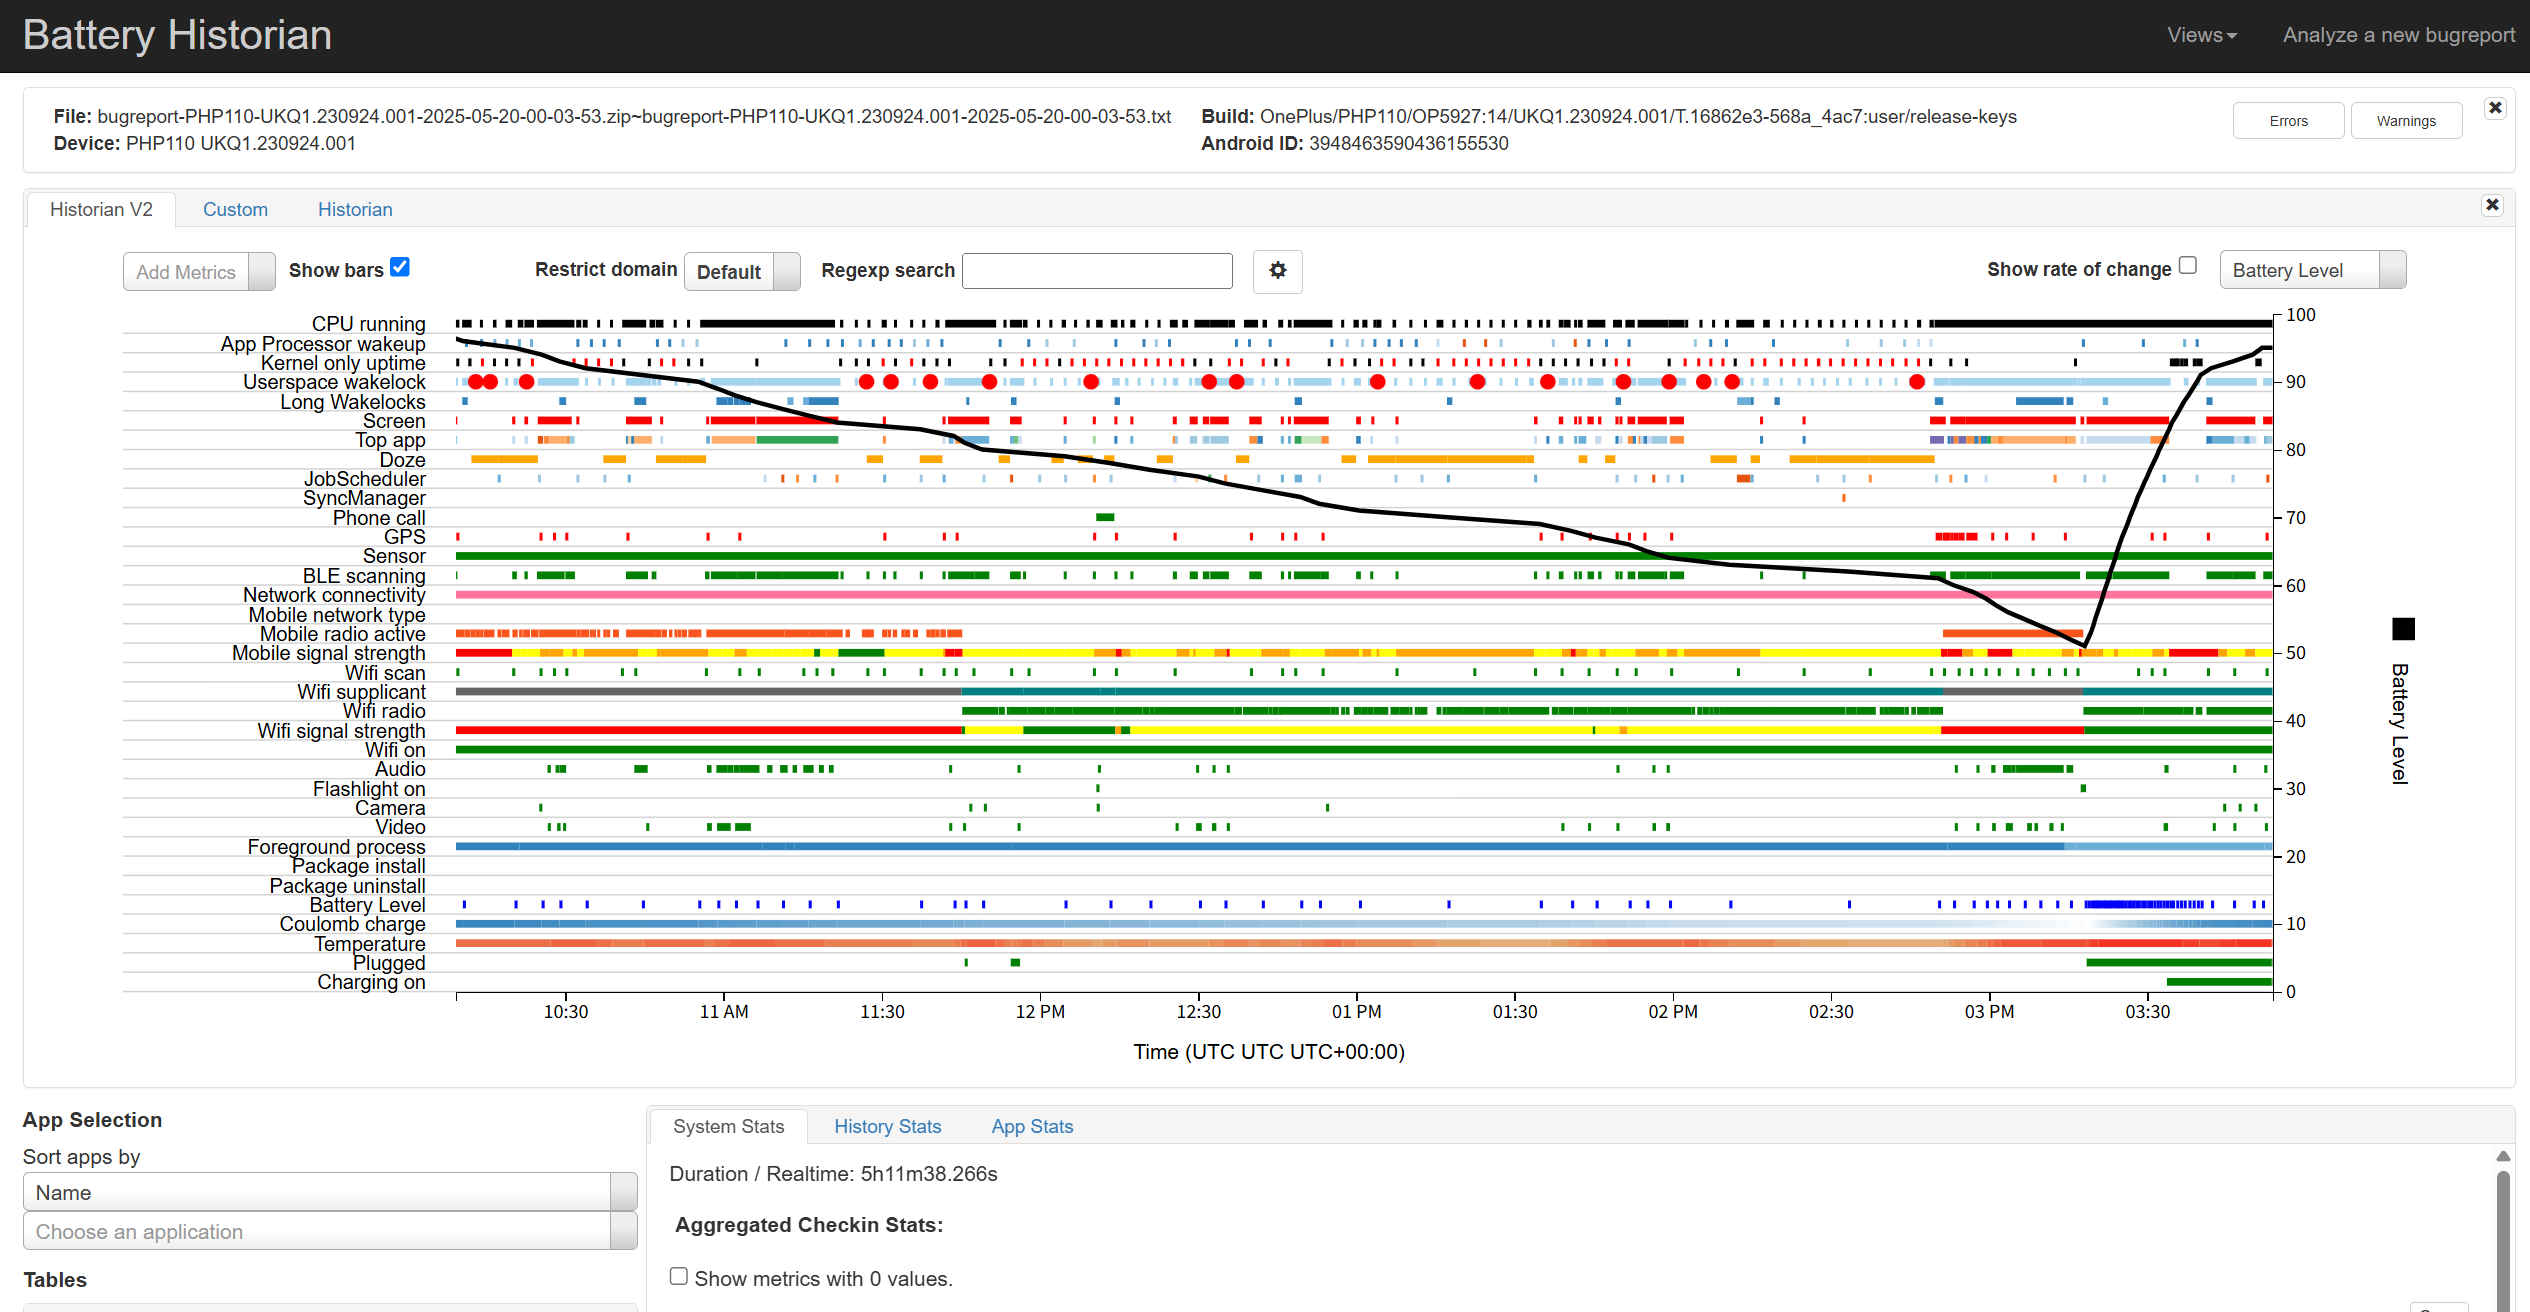 Battery Historian
Views
Analyze a new bugreport
File: bugreport-PHP110-UKQ1.230924.001-2025-05-20-00-03-53.zip~bugreport-PHP110-UKQ1.230924.001-2025-05-20-00-03-53.txt
Device: PHP110 UKQ1.230924.001
Build: OnePlus/PHP110/OP5927:14/UKQ1.230924.001/T.16862e3-568a_4ac7:user/release-keys
Android ID: 3948463590436155530
Errors
Warnings
Historian V2
Custom
Historian
Add Metrics
Show bars
Restrict domain
Default
Regexp search
Show rate of change
Battery Level
CPU running
App Processor wakeup
Kernel only uptime
Userspace wakelock
Long Wakelocks
Screen
Top app
Doze
JobScheduler
SyncManager
Phone call
GPS
Sensor
BLE scanning
Network connectivity
Mobile network type
Mobile radio active
Mobile signal strength
Wifi scan
Wifi supplicant
Wifi radio
Wifi signal strength
Wifi on
Audio
Flashlight on
Camera
Video
Foreground process
Package install
Package uninstall
Battery Level
Coulomb charge
Temperature
Plugged
Charging on
100
90
80
70
60
50
40
30
20
10
0
Battery Level
10:30
11 AM
11:30
12 PM
12:30
01 PM
01:30
02 PM
02:30
03 PM
03:30
Time (UTC UTC UTC+00:00)
App Selection
Sort apps by
Name
Choose an application
Tables
System Stats
History Stats
App Stats
Duration / Realtime: 5h11m38.266s
Aggregated Checkin Stats:
Show metrics with 0 values.